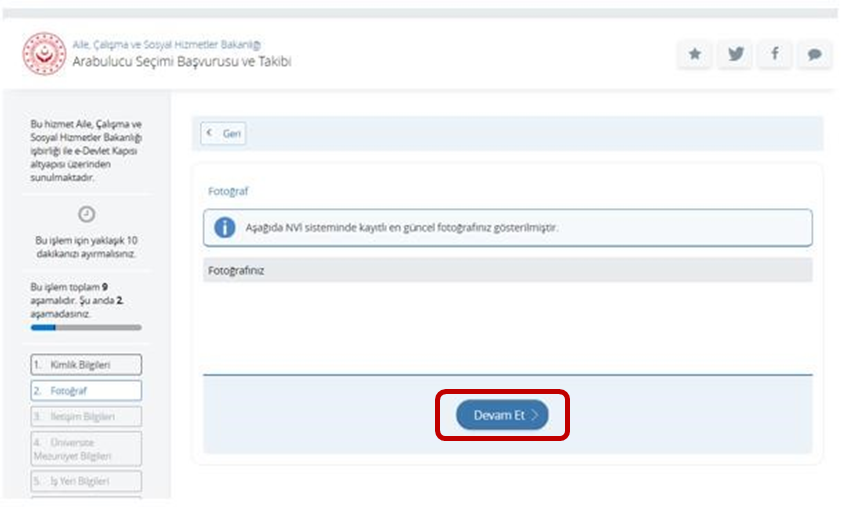 Aile, Çalışma ve Sosyal Hizmetler Bakanlığı
Arabulucu Seçimi Başvurusu ve Takibi
Bu hizmet Aile, Çalışma ve
Sosyal Hizmetler Bakanlığı
işbirliği ile e-Devlet Kapısı
altyapısı üzerinden
sunulmaktadır.
Bu işlem için yaklaşık 10
dakikanızı ayırmalısınız.
Bu işlem toplam 9
aşamalıdır. Şu anda 2.
aşamadasınız.
1. Kimlik Bilgileri
2. Fotoğraf
3. İletişim Bilgileri
4. Üniversite
Mezuniyet Bilgileri
5. İş Yeri Bilgileri
Geri
Fotoğraf
Aşağıda NVİ sisteminde kayıtlı en güncel fotoğrafınız gösterilmiştir.
Fotoğrafınız
Devam Et